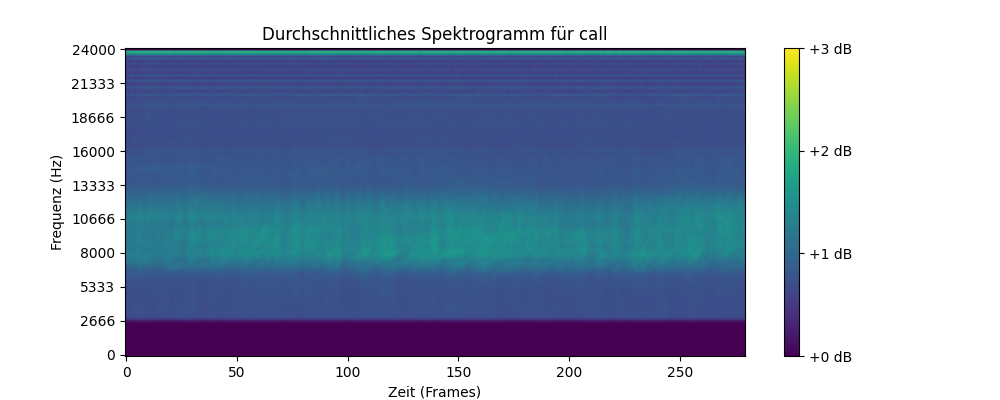 Durchschnittliches Spektrogramm für call
24000
21333
18666
16000
13333
10666
8000
5333
2666
0
Frequenz (Hz)
0 50 100 150 200 250
Zeit (Frames)
+3 dB
+2 dB
+1 dB
+0 dB